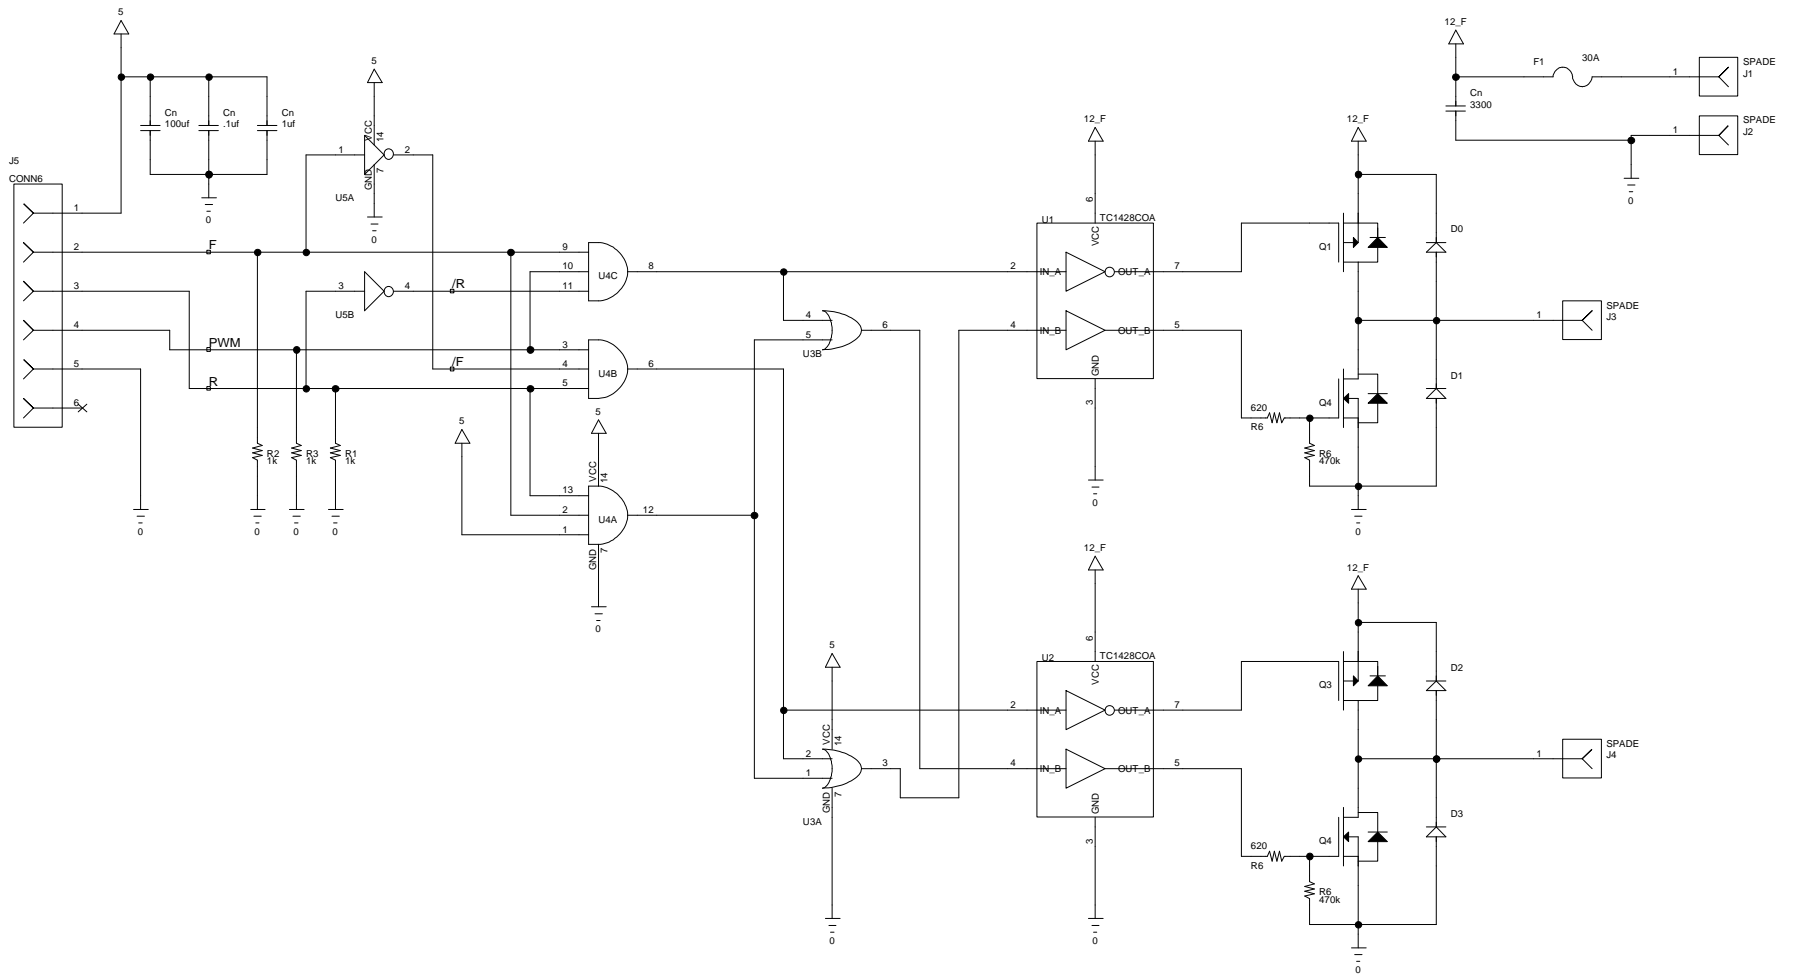 5
12_F
F1
30A
1
SPADE
J1
Cn
3300
1
SPADE
J2
0
Cn
100uf
Cn
.1uf
Cn
1uf
0
5
VCC
14
1
2
GND
7
U5A
0
J5
CONN6
1
2
3
4
5
6
F
PWM
R
3
4
U5B
/R
/F
9
10
11
U4C
8
3
4
5
U4B
6
R2
1k
R3
1k
R1
1k
0
0
0
0
5
5
VCC
14
13
2
1
U4A
12
GND
7
0
4
5
U3B
6
5
VCC
14
2
1
3
GND
7
U3A
0
12_F
6
U1
TC1428COA
VCC
2
IN_A
OUT_A
7
4
IN_B
OUT_B
5
GND
3
0
12_F
Q1
D0
1
SPADE
J3
Q4
D1
620
R6
R6
470k
0
12_F
6
U2
TC1428COA
VCC
2
IN_A
OUT_A
7
4
IN_B
OUT_B
5
GND
3
0
12_F
Q3
D2
1
SPADE
J4
Q4
D3
620
R6
R6
470k
0